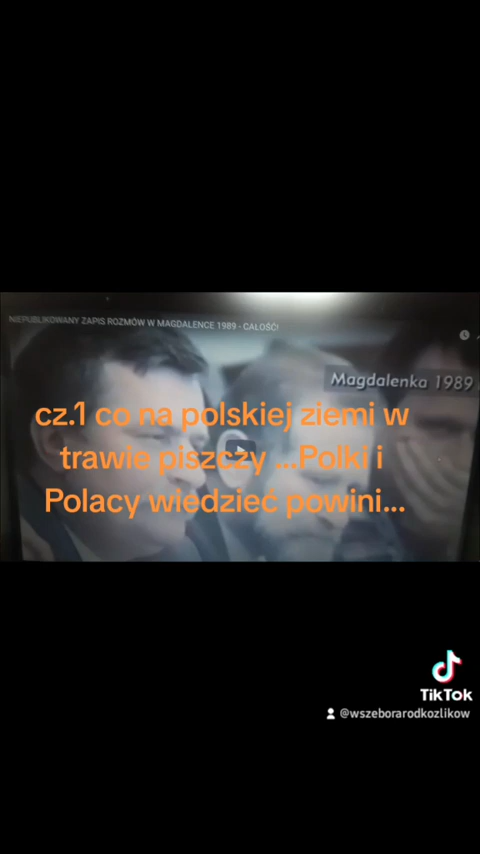 NIEPUBLIKOWANY ZAPIS ROZMÓW W MAGDALENCE 1989 - CAŁOŚĆ!
Magdalenka 1989
cz.1 co na polskiej ziemi w
trawie piszczy ...Polki i
Polacy wiedzieć powini...
TikTok
@wszeborarodkozlikow